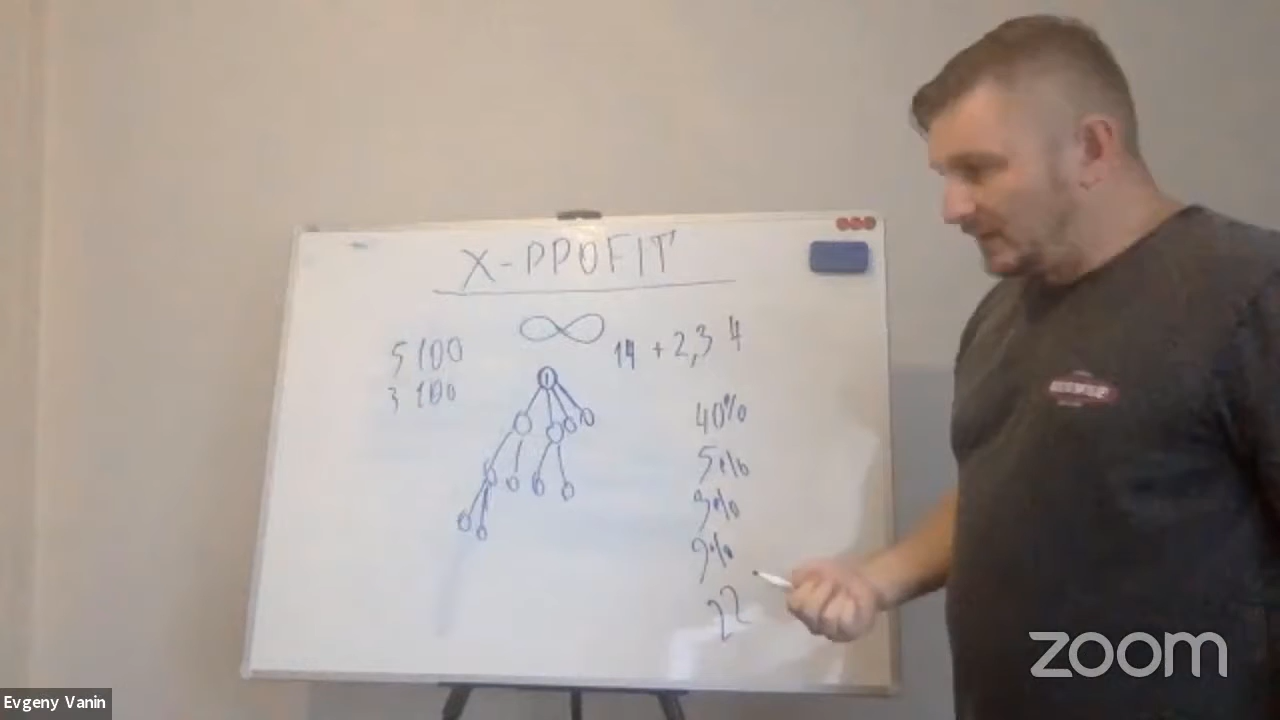 X-PPOFIT
5 100
3 100
14 + 2,3 4
40%
5%
3%
9%
22
zoom
Evgeny Vanin